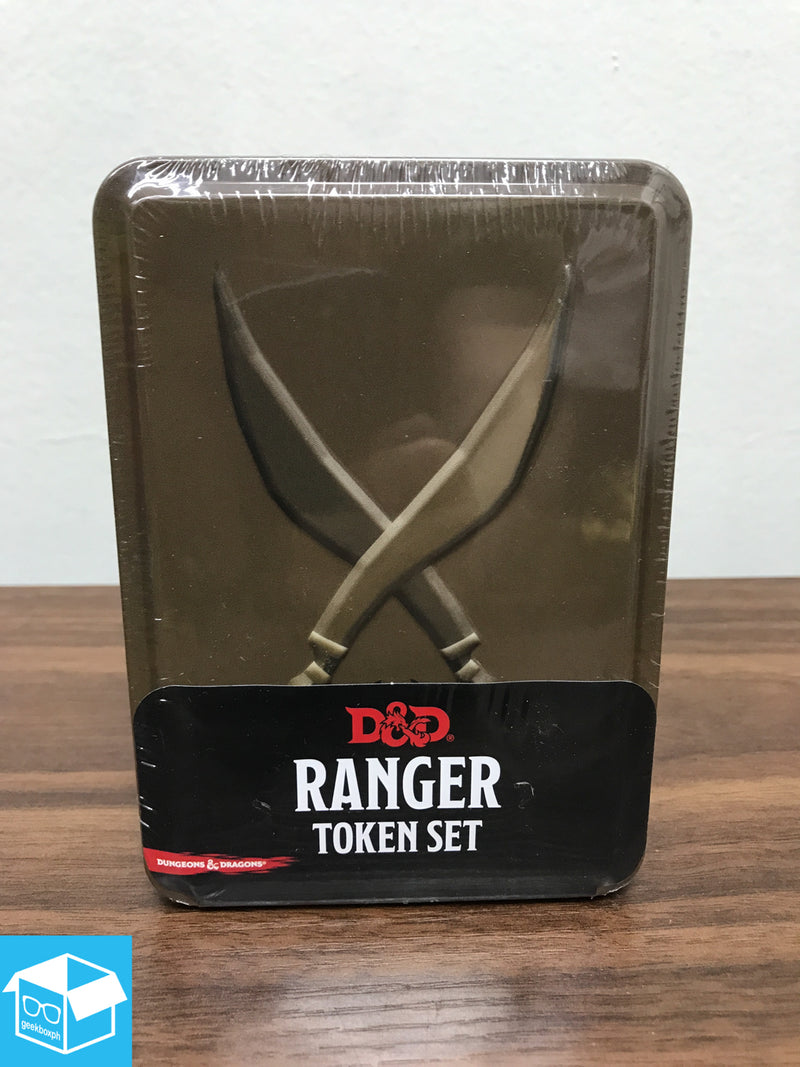 D&D®
RANGER
TOKEN SET
DUNGEONS & DRAGONS®
geekboxph